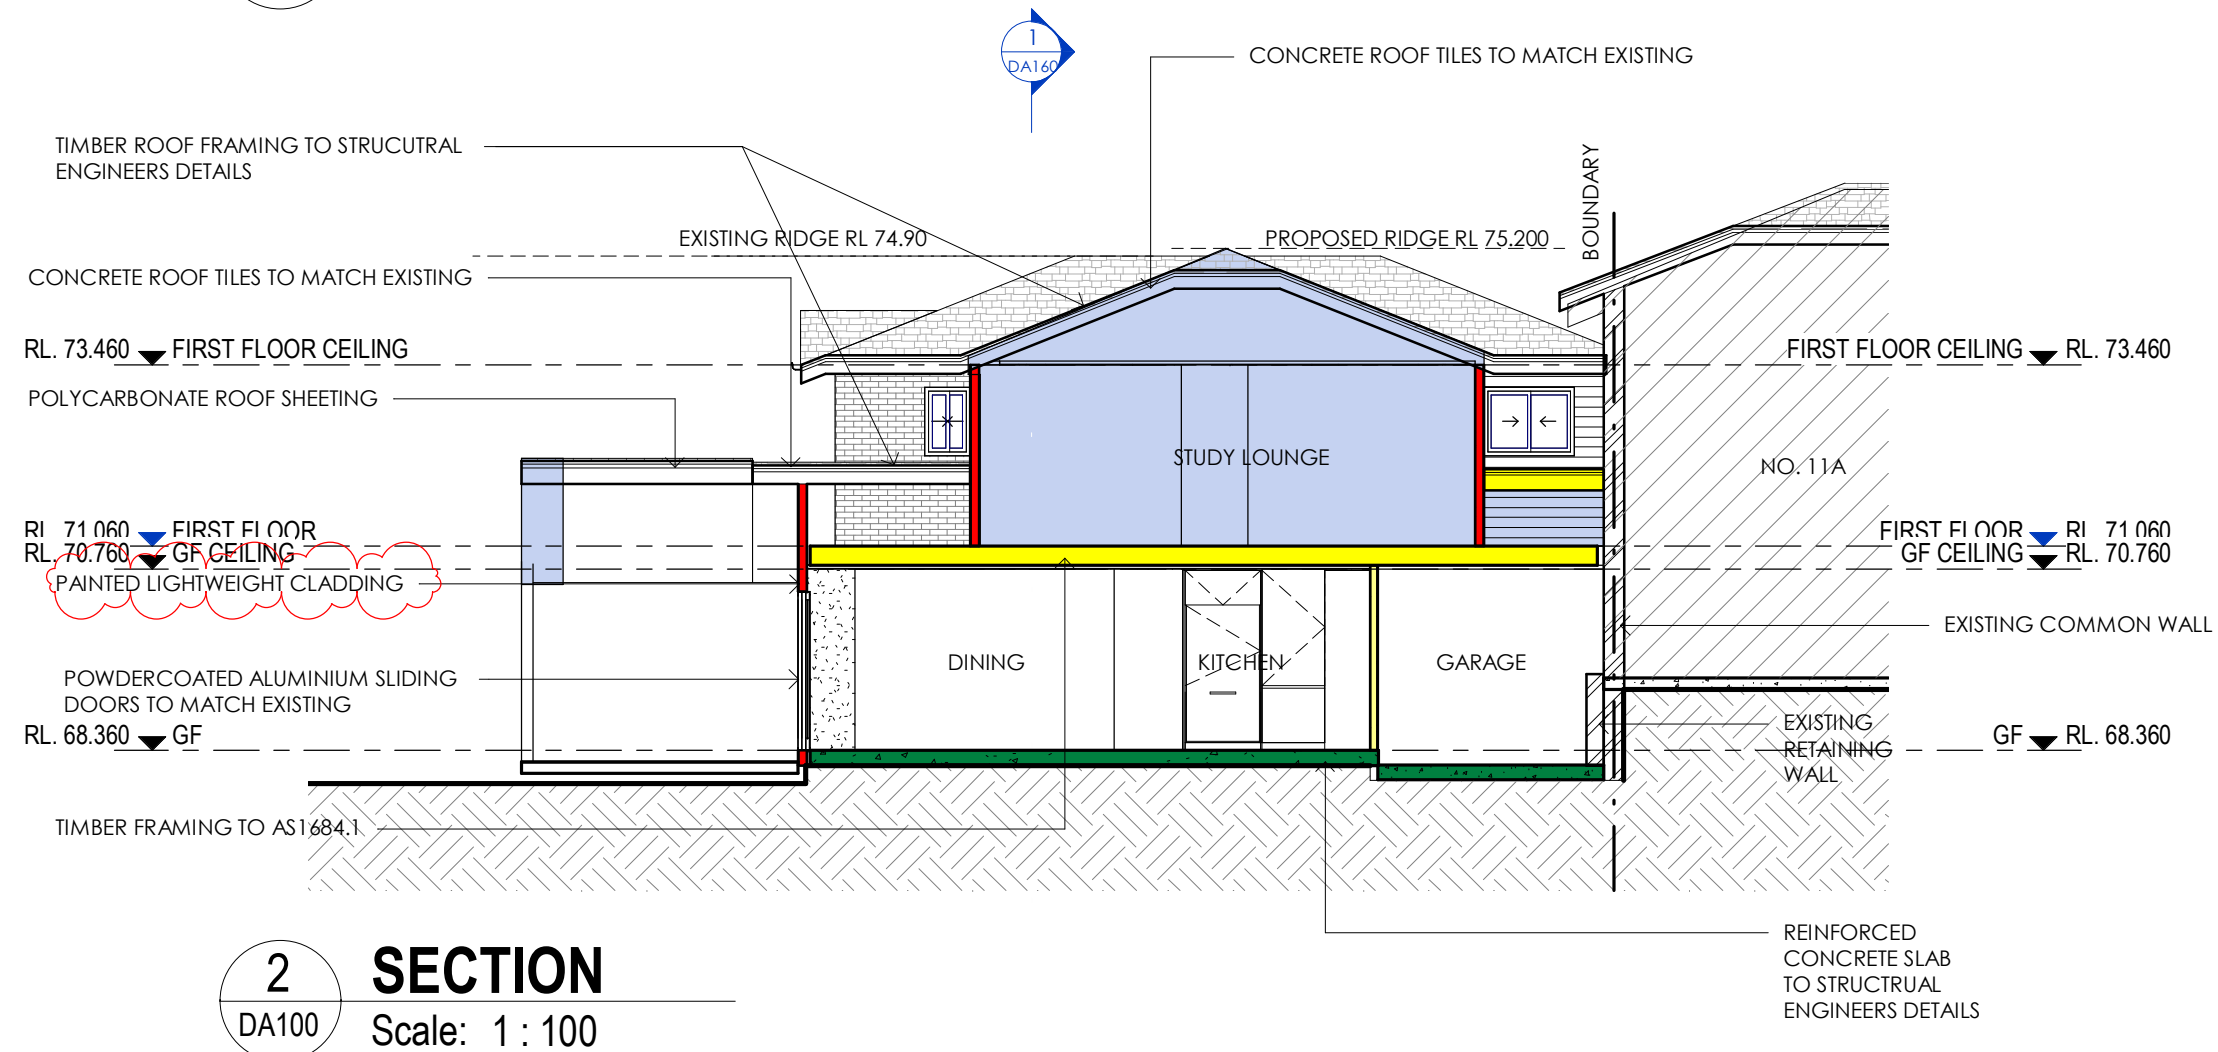 1
DA160
CONCRETE ROOF TILES TO MATCH EXISTING
TIMBER ROOF FRAMING TO STRUCUTRAL
ENGINEERS DETAILS
BOUNDARY
EXISTING RIDGE RL 74.90
PROPOSED RIDGE RL 75.200
CONCRETE ROOF TILES TO MATCH EXISTING
RL. 73.460 FIRST FLOOR CEILING
FIRST FLOOR CEILING RL. 73.460
POLYCARBONATE ROOF SHEETING
STUDY LOUNGE
NO. 11A
RL. 71.060 FIRST FLOOR
FIRST FLOOR RL. 71.060
RL. 70.760 GF CEILING
GF CEILING RL. 70.760
PAINTED LIGHTWEIGHT CLADDING
EXISTING COMMON WALL
DINING
KITCHEN
GARAGE
POWDERCOATED ALUMINIUM SLIDING
DOORS TO MATCH EXISTING
RL. 68.360 GF
EXISTING
RETAINING
WALL
GF RL. 68.360
TIMBER FRAMING TO AS1684.1
REINFORCED
CONCRETE SLAB
TO STRUCTRUAL
ENGINEERS DETAILS
2
DA100
SECTION
Scale: 1 : 100